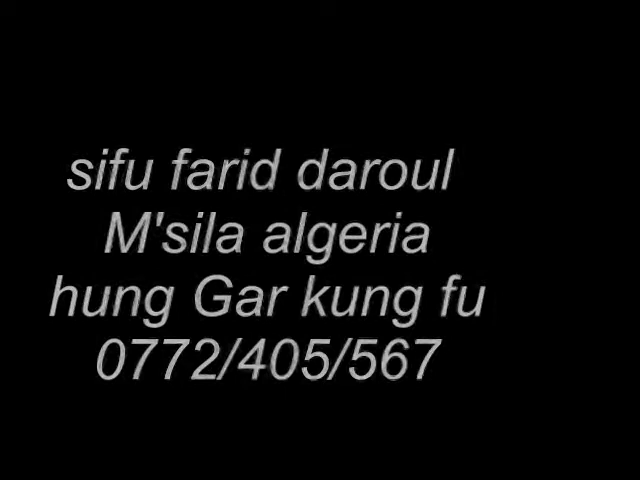 sifu farid daroul
M'sila algeria
hung Gar kung fu
0772/405/567